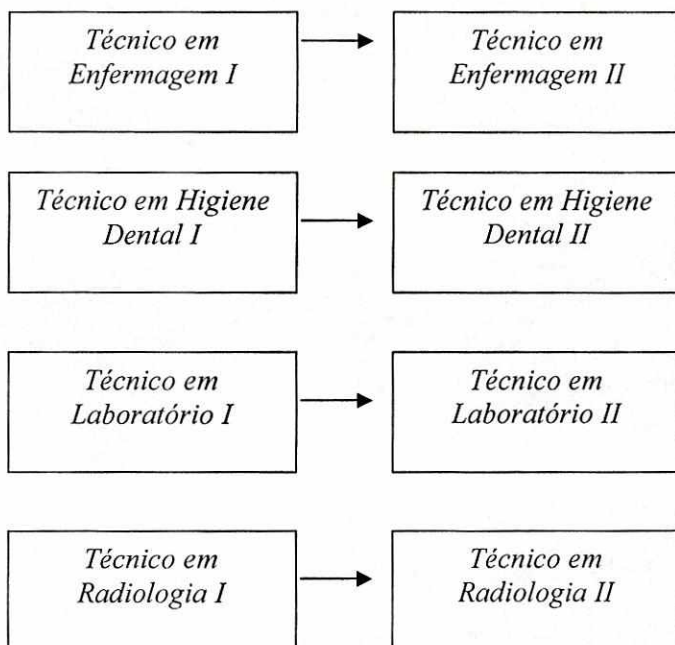 Técnico em
Enfermagem I
Técnico em
Enfermagem II
Técnico em Higiene
Dental I
Técnico em Higiene
Dental II
Técnico em
Laboratório I
Técnico em
Laboratório II
Técnico em
Radiologia I
Técnico em
Radiologia II